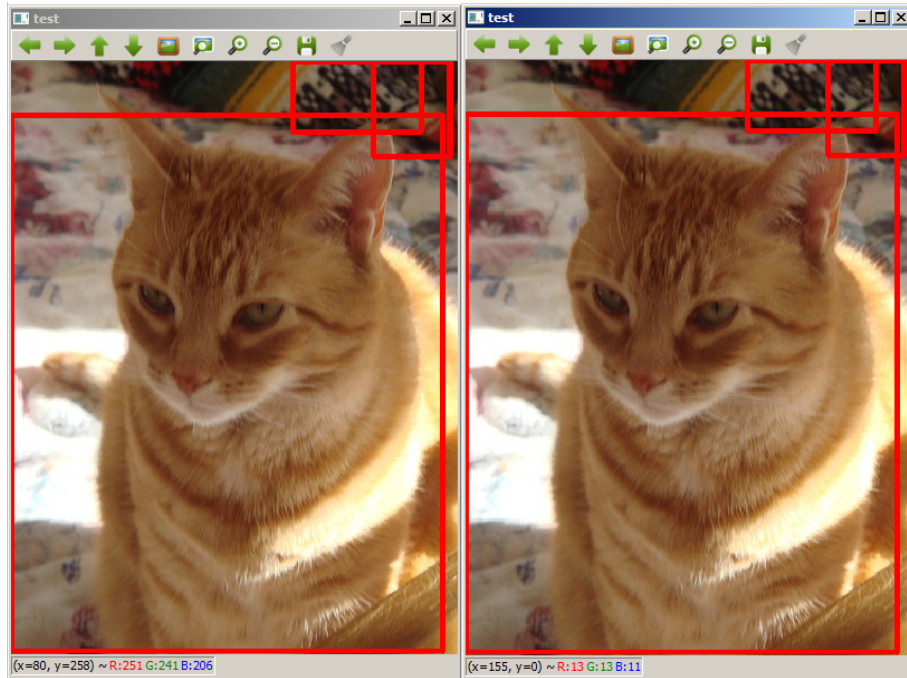 test
(x=80, y=258) ~ R:251 G:241 B:206
test
(x=155, y=0) ~ R:13 G:13 B:11